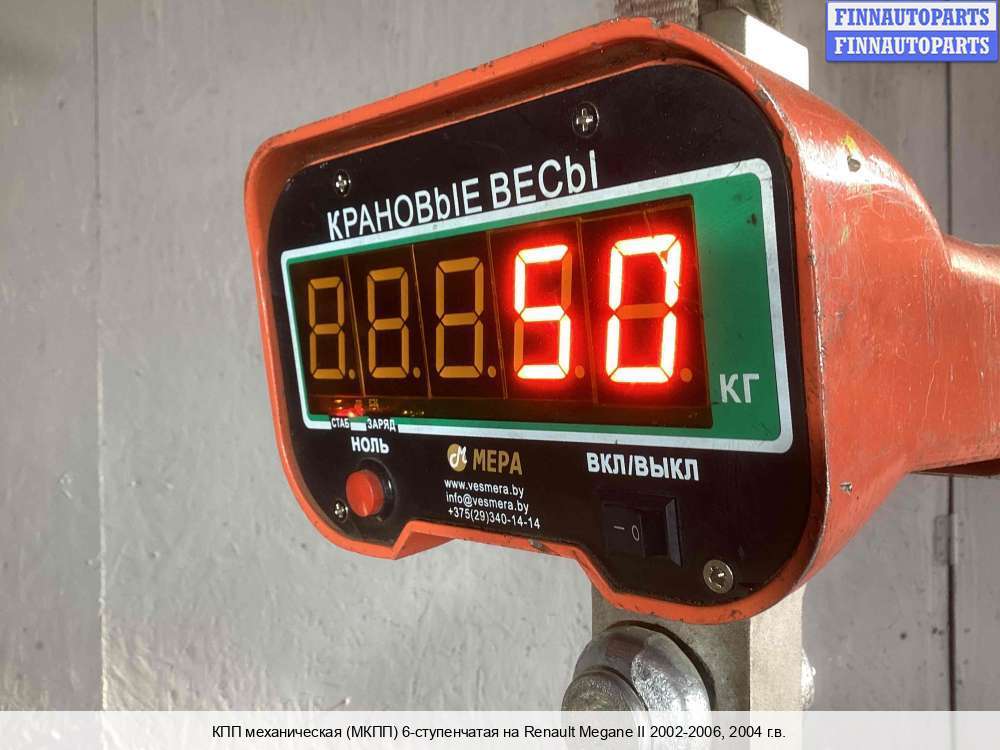 FINNAUTOPARTS
FINNAUTOPARTS
КРАНОВЫЕ ВЕСЫ
50
КГ
СТАБ ЗАРЯД
НОЛЬ
М МЕРА
ВКЛ/ВЫКЛ
www.vesmera.by
info@vesmera.by
+375(29)340-14-14
КПП механическая (МКПП) 6-ступенчатая на Renault Megane II 2002-2006, 2004 г.в.